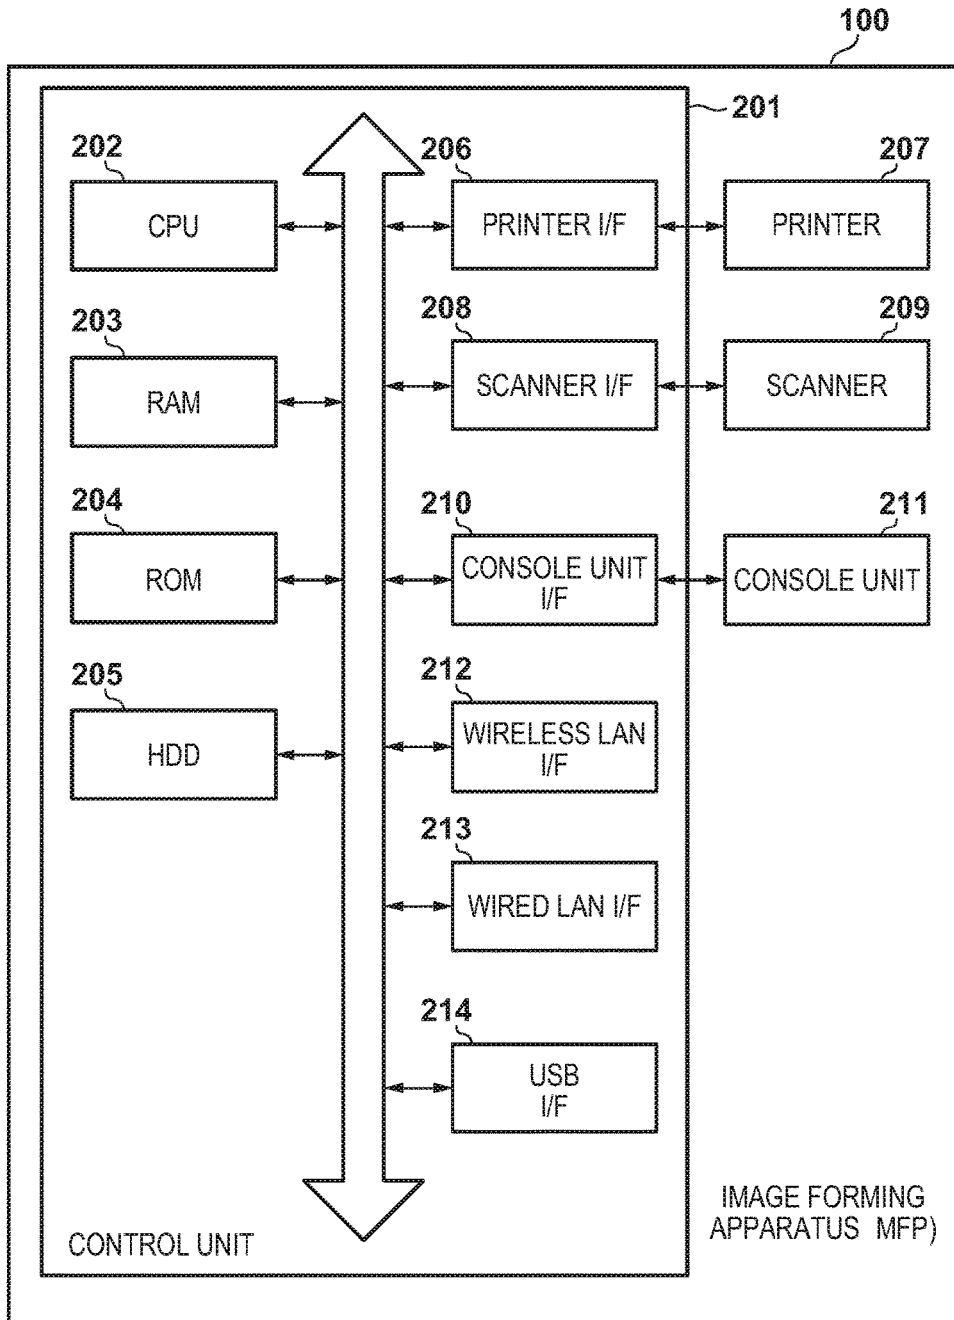 100
201
202
CPU
206
PRINTER I/F
207
PRINTER
203
RAM
208
SCANNER I/F
209
SCANNER
204
ROM
210
CONSOLE UNIT
I/F
211
CONSOLE UNIT
205
HDD
212
WIRELESS LAN
I/F
213
WIRED LAN I/F
214
USB
I/F
CONTROL UNIT
IMAGE FORMING
APPARATUS MFP)